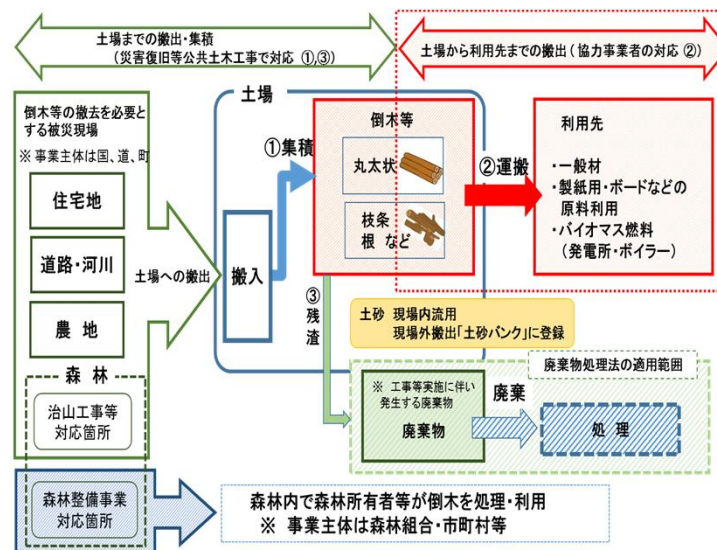 土場までの搬出・集積
(災害復旧等公共土木工事で対応 ①,③)
土場から利用先までの搬出(協力事業者の対応 ②)
倒木等の撤去を必要と
する被災現場
※ 事業主体は国、道、町
住宅地
道路・河川
農 地
森 林
治山工事等
対応箇所
森林整備事業
対応箇所
土場への搬出
土場
搬入
①集積
倒木等
丸太状
枝条
根 など
②運搬
利用先
・一般材
・製紙用・ボードなどの
原料利用
・バイオマス燃料
(発電所・ボイラー)
③
残
渣
土砂 現場内流用
現場外搬出「土砂バンク」に登録
廃棄物処理法の適用範囲
※ 工事等実施に伴い
発生する廃棄物
廃棄物
廃棄
処 理
森林内で森林所有者等が倒木を処理・利用
※ 事業主体は森林組合・市町村等